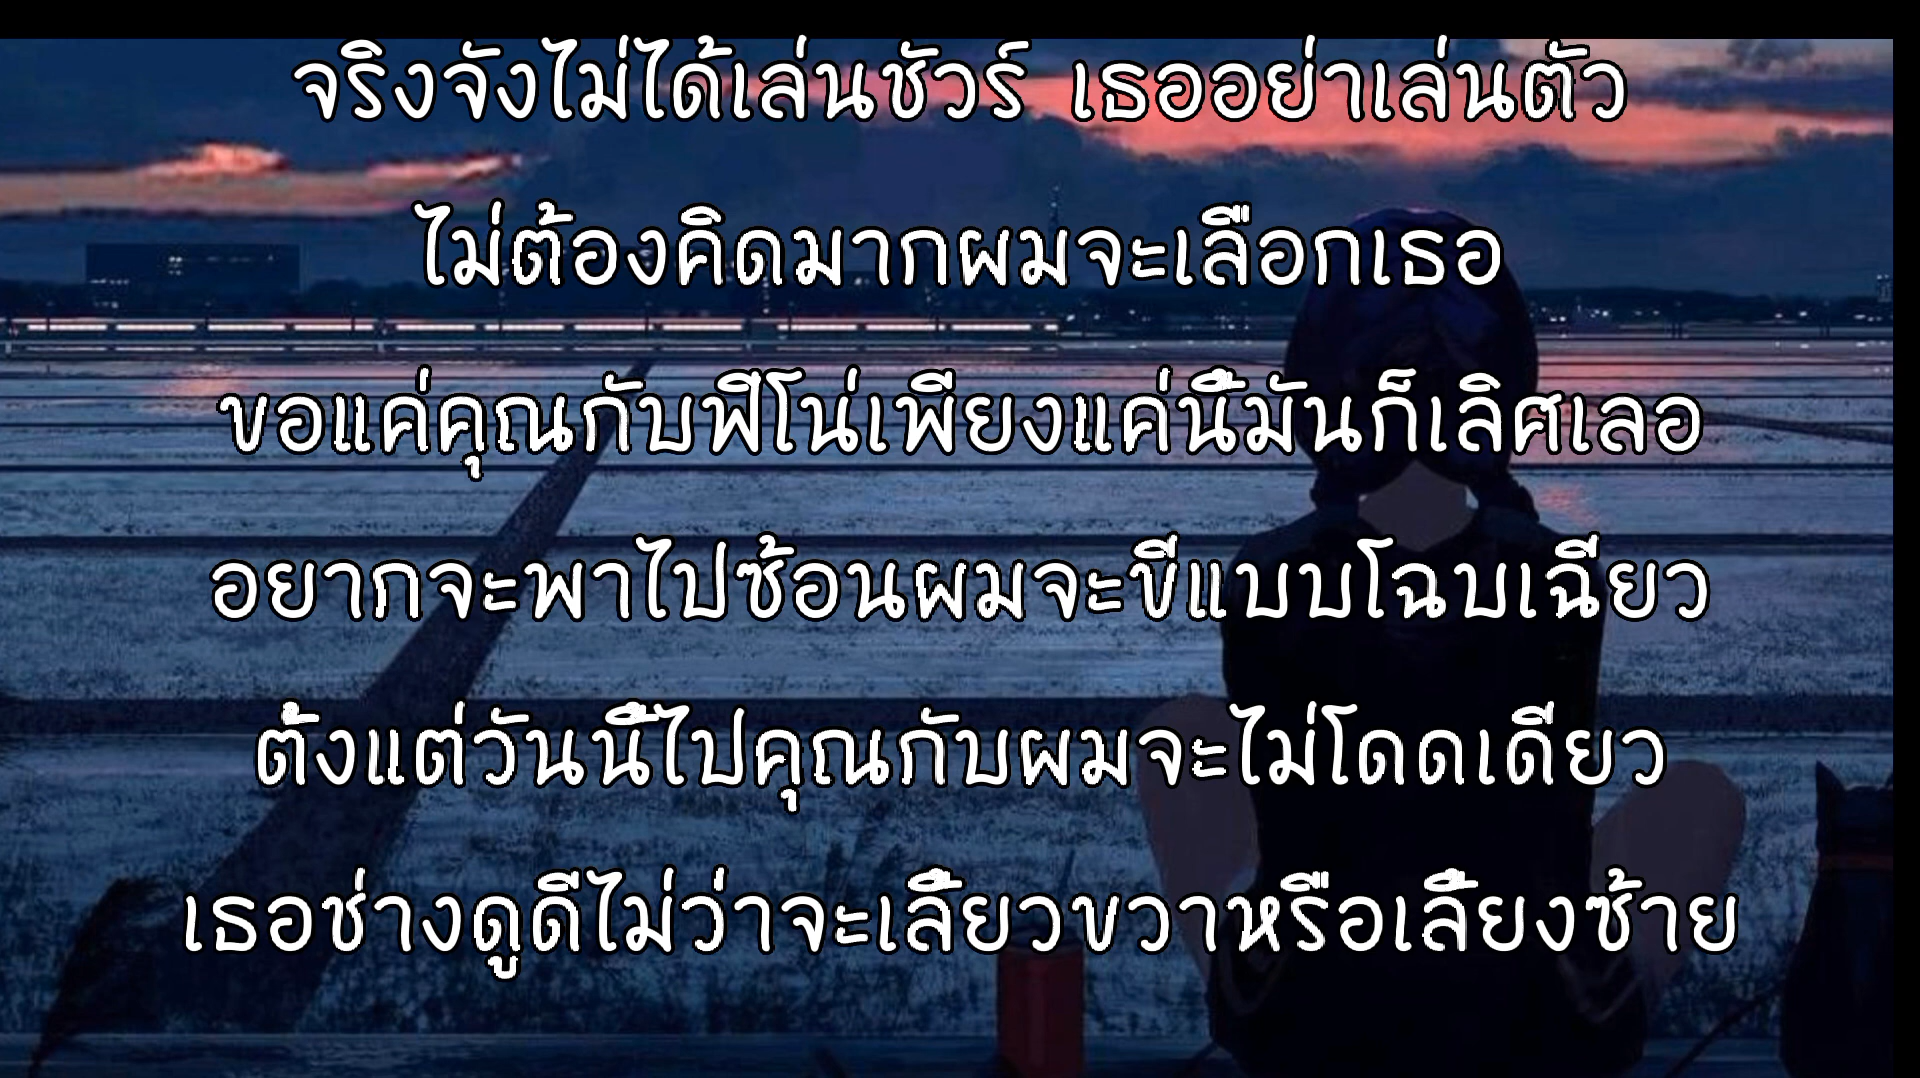 จริงจังไม่ได้เล่นชัวร์ เธออย่าเล่นตัว
ไม่ต้องคิดมากผมจะเลือกเธอ
ขอแค่คุณกับฟีโน่เพียงแค่นี้มันก็เลิศเลอ
อยากจะพาไปซ้อนผมจะขี่แบบโฉบเฉี่ยว
ตั้งแต่วันนี้ไปคุณกับผมจะไม่โดดเดี่ยว
เธอช่างดูดีไม่ว่าจะเลี้ยวขวาหรือเลี้ยงซ้าย